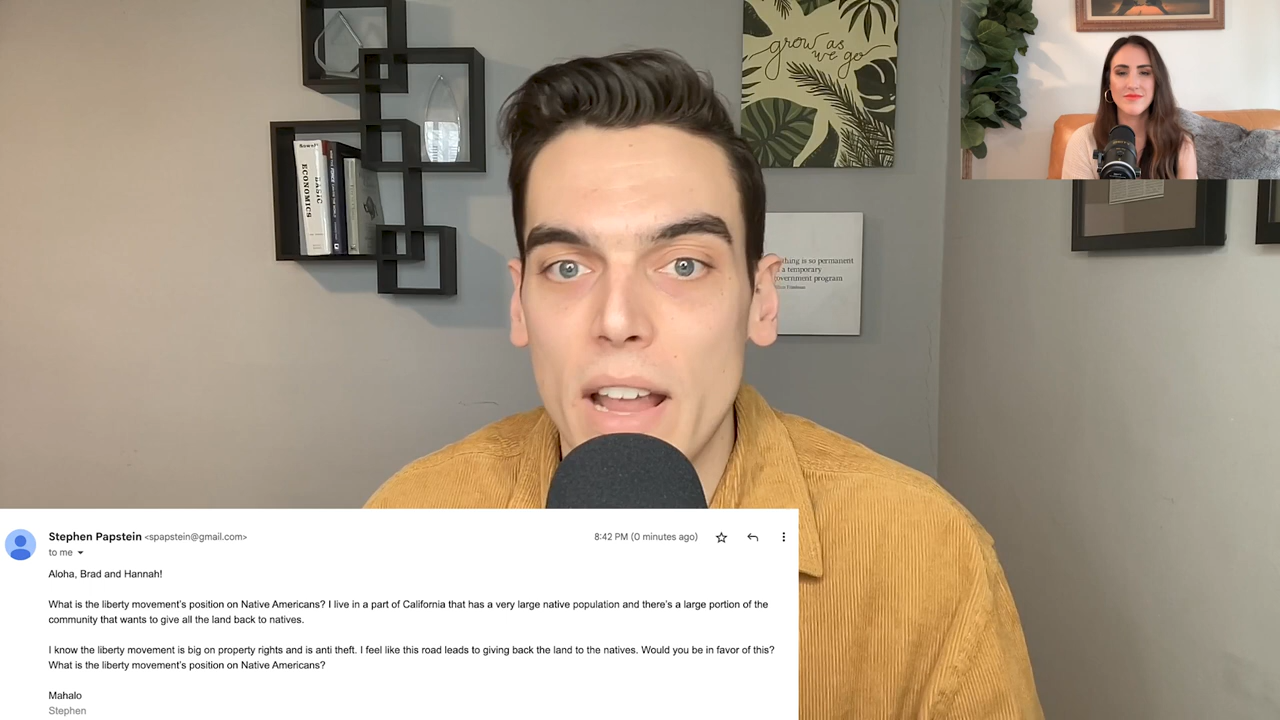 grow as
we go
BASIC
ECONOMICS
thing is so permanent
a temporary
government program
Stephen Papstein <spapstein@gmail.com>
8:42 PM (0 minutes ago)
to me
Aloha, Brad and Hannah!
What is the liberty movement's position on Native Americans? I live in a part of California that has a very large native population and there's a large portion of the
community that wants to give all the land back to natives.
I know the liberty movement is big on property rights and is anti theft. I feel like this road leads to giving back the land to the natives. Would you be in favor of this?
What is the liberty movement's position on Native Americans?
Mahalo
Stephen